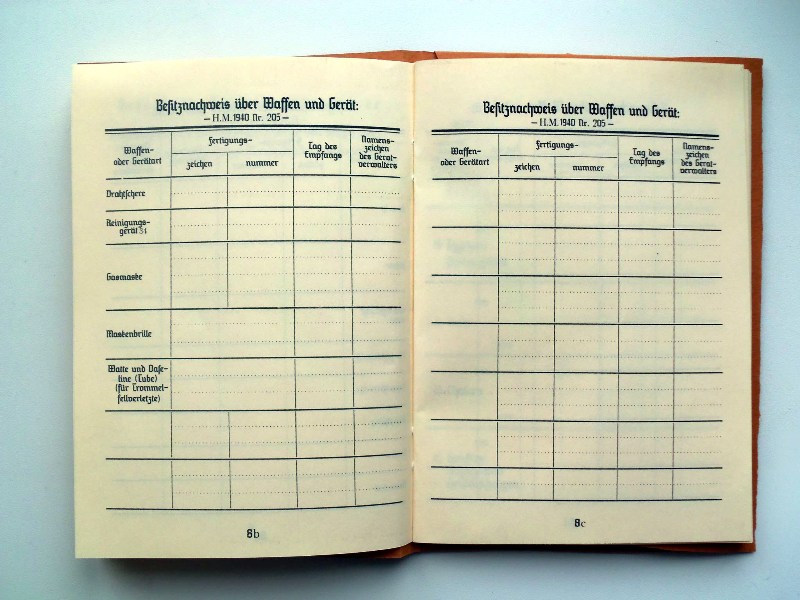 Besitznachweis über Waffen und Gerät:
— H.M. 1940 Nr. 205 —
Waffen-
oder Gerätart
Fertigungs-
zeichen
nummer
Tag des
Empfangs
Namens-
zeichen
des Gerät-
verwalters
Drahtschere
Reinigungs-
gerät 34
Gasmaske
Maskenbrille
Watte und Vase-
line (Tube)
(für Trommel-
fellverletzte)
8b
Besitznachweis über Waffen und Gerät:
— H.M. 1940 Nr. 205 —
Waffen-
oder Gerätart
Fertigungs-
zeichen
nummer
Tag des
Empfangs
Namens-
zeichen
des Gerät-
verwalters
8c